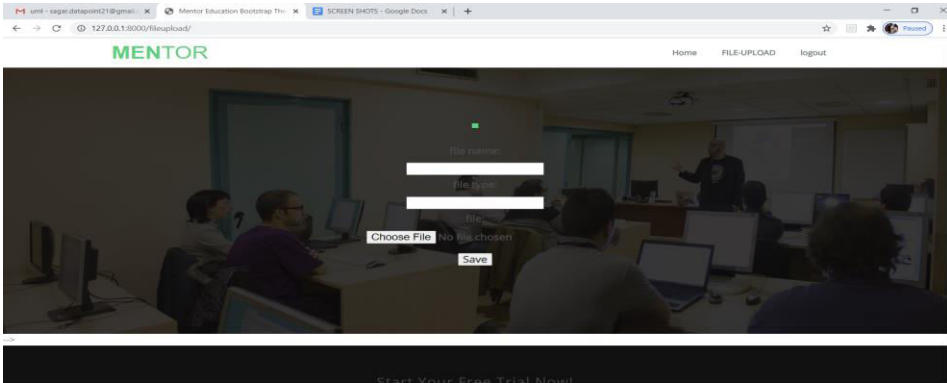 uml - sagar.datapoint21@gmail.c
Mentor Education Bootstrap The
SCREEN SHOTS - Google Docs
127.0.0.1:8000/fileupload/
Paused
MENTOR
Home FILE-UPLOAD logout
file name:
file type:
file:
Choose File No file chosen
Save
-->
Start Your Free Trial Now!